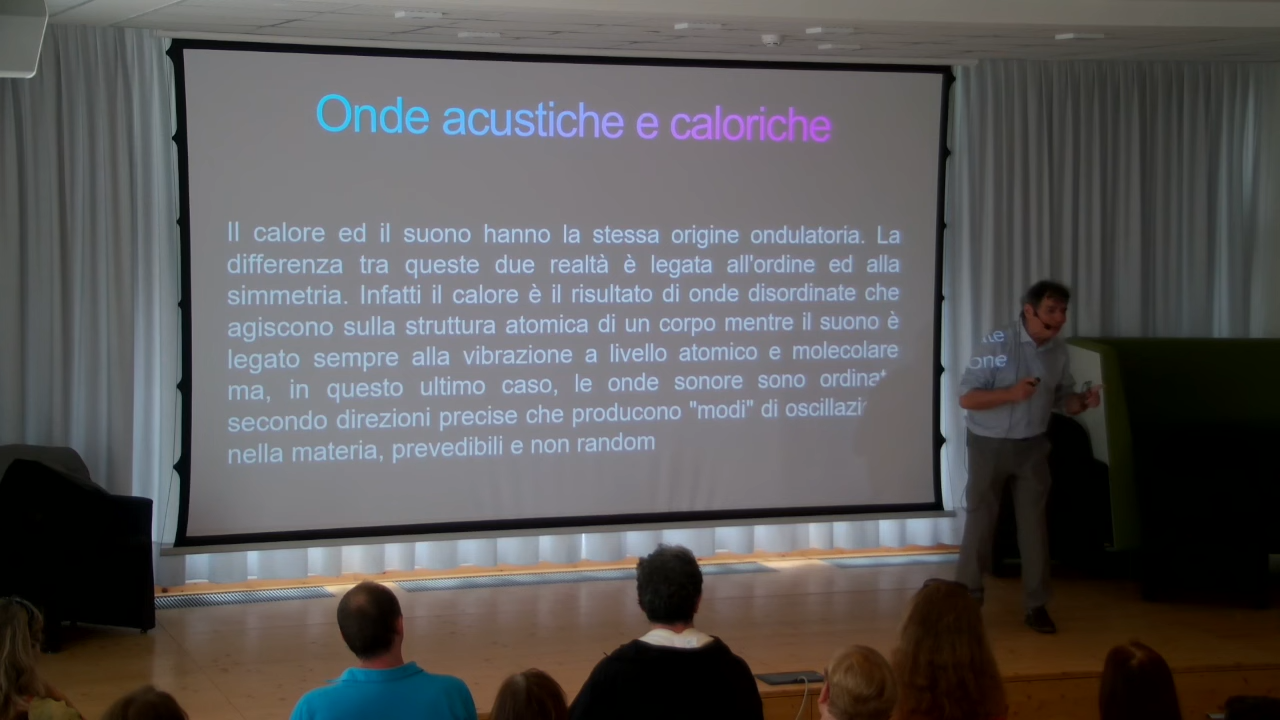 Onde acustiche e caloriche
Il calore ed il suono hanno la stessa origine ondulatoria. La
differenza tra queste due realtà è legata all'ordine ed alla
simmetria. Infatti il calore è il risultato di onde disordinate che
agiscono sulla struttura atomica di un corpo mentre il suono è
legato sempre alla vibrazione a livello atomico e molecolare
ma, in questo ultimo caso, le onde sonore sono
secondo direzioni precise che producono "modi" di
nella materia, prevedibili e non random